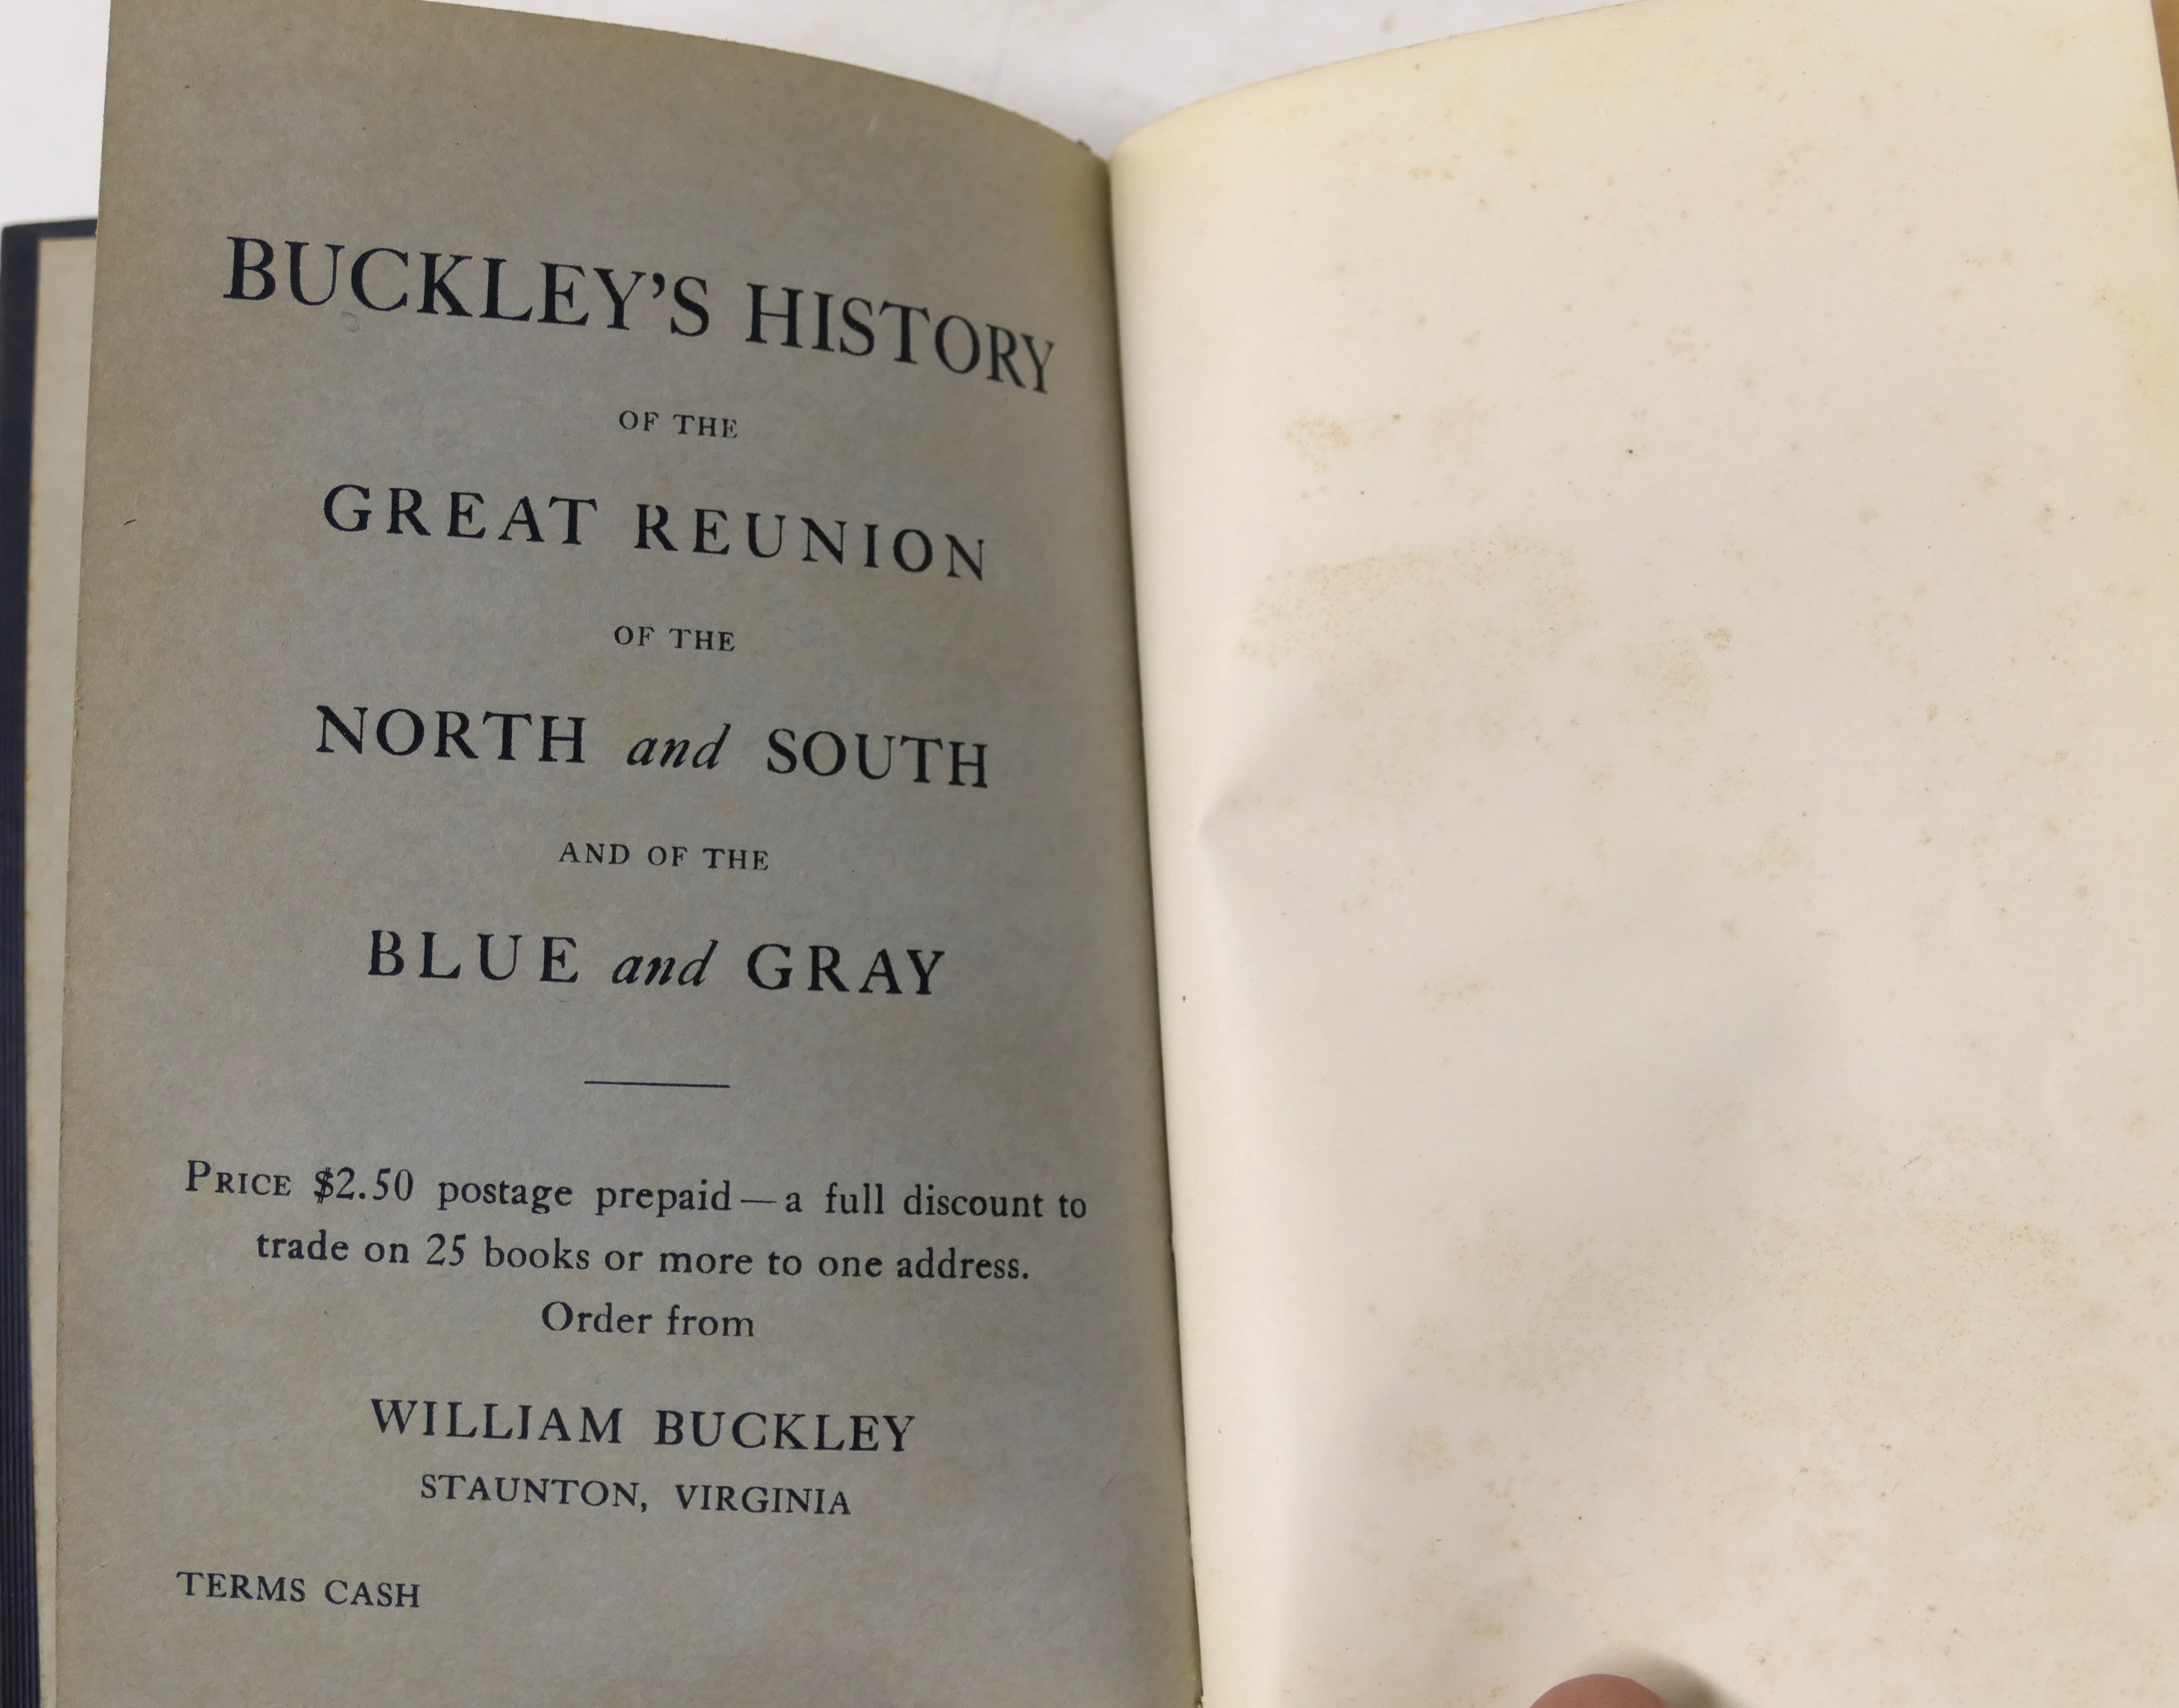 BUCKLEY'S HISTORY
OF THE
GREAT REUNION
OF THE
NORTH and SOUTH
AND OF THE
BLUE and GRAY
PRICE $2.50 postage prepaid—a full discount to
trade on 25 books or more to one address.
Order from
WILLIAM BUCKLEY
STAUNTON, VIRGINIA
TERMS CASH